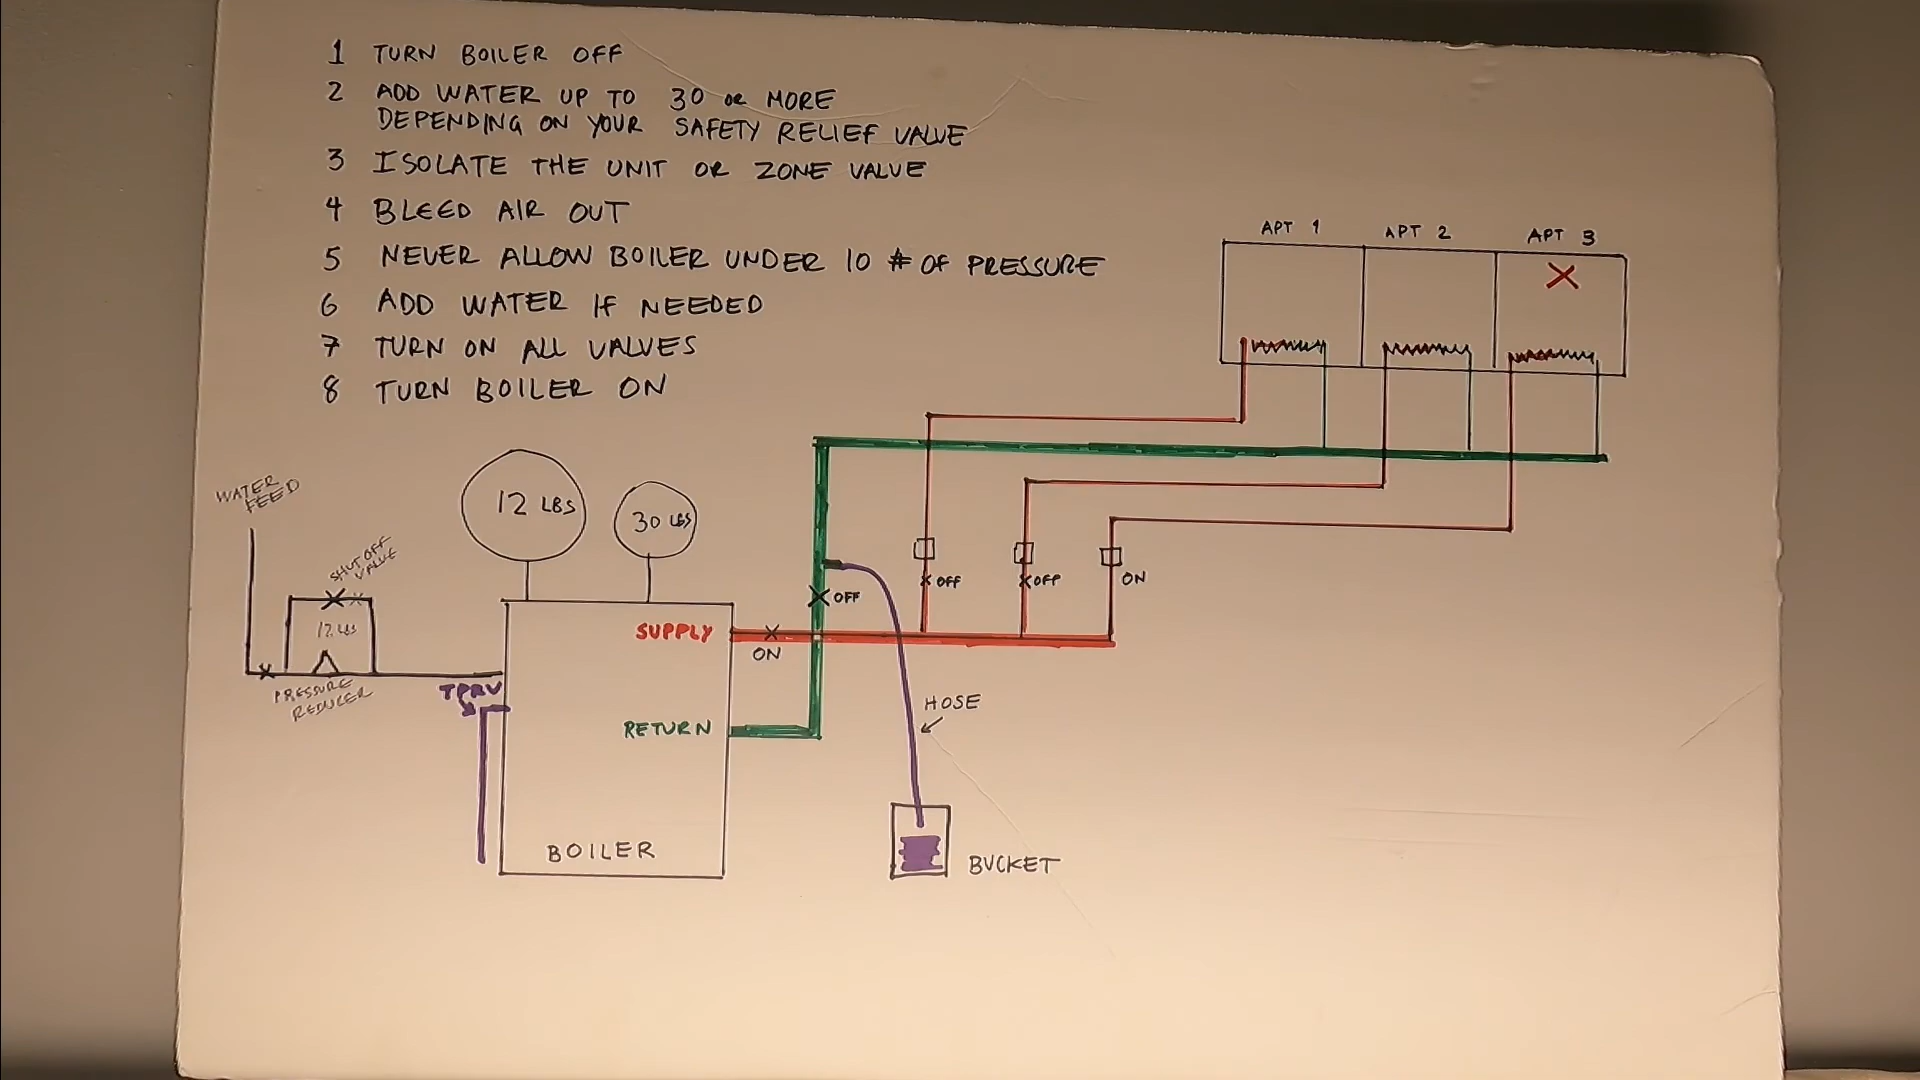 1 TURN BOILER OFF
2 ADD WATER UP TO 30 OR MORE
DEPENDING ON YOUR SAFETY RELIEF VALVE
3 ISOLATE THE UNIT OR ZONE VALVE
4 BLEED AIR OUT
5 NEVER ALLOW BOILER UNDER 10 # OF PRESSURE
6 ADD WATER IF NEEDED
7 TURN ON ALL VALVES
8 TURN BOILER ON
APT 1
APT 2
APT 3
WATER
FEED
SHUT OFF
VALVE
12 LBS
PRESSURE
REDUCER
12 LBS
30 LBS
TPRV
SUPPLY
RETURN
BOILER
ON
OFF
OFF
OFF
ON
HOSE
BUCKET